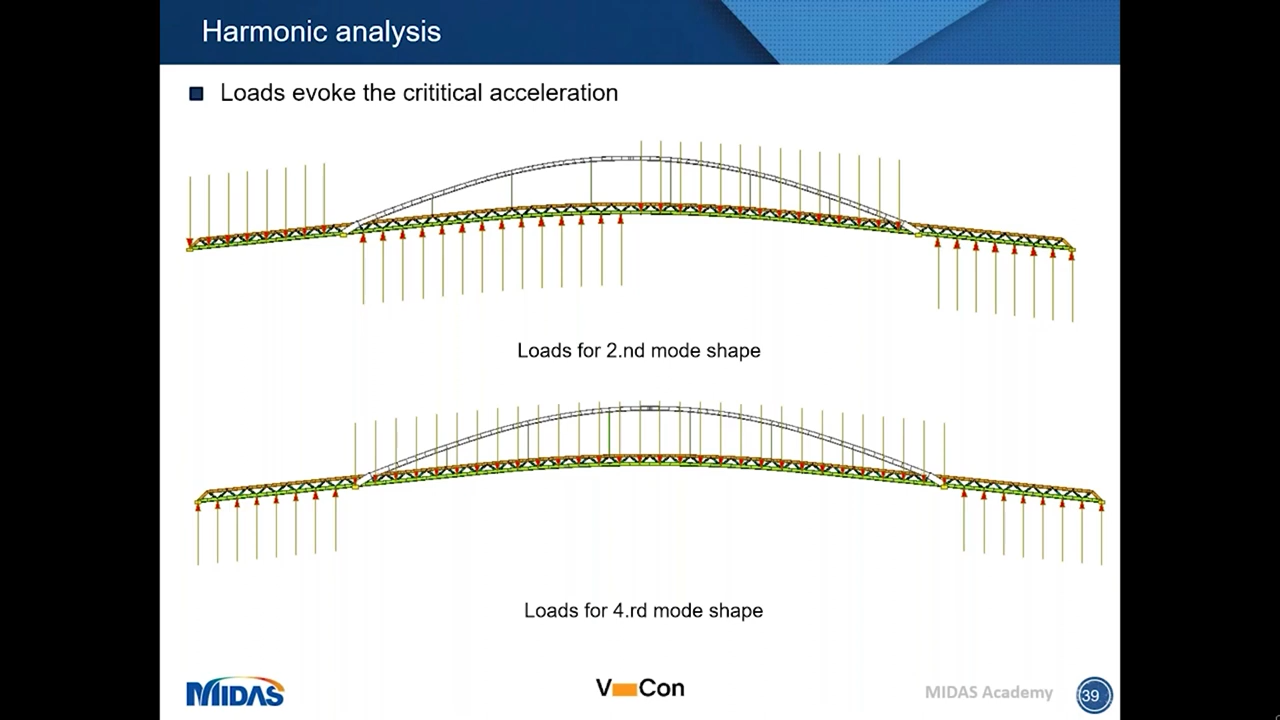 Harmonic analysis
Loads evoke the crititical acceleration
Loads for 2.nd mode shape
Loads for 4.rd mode shape
MIDAS
V Con
MIDAS Academy
39